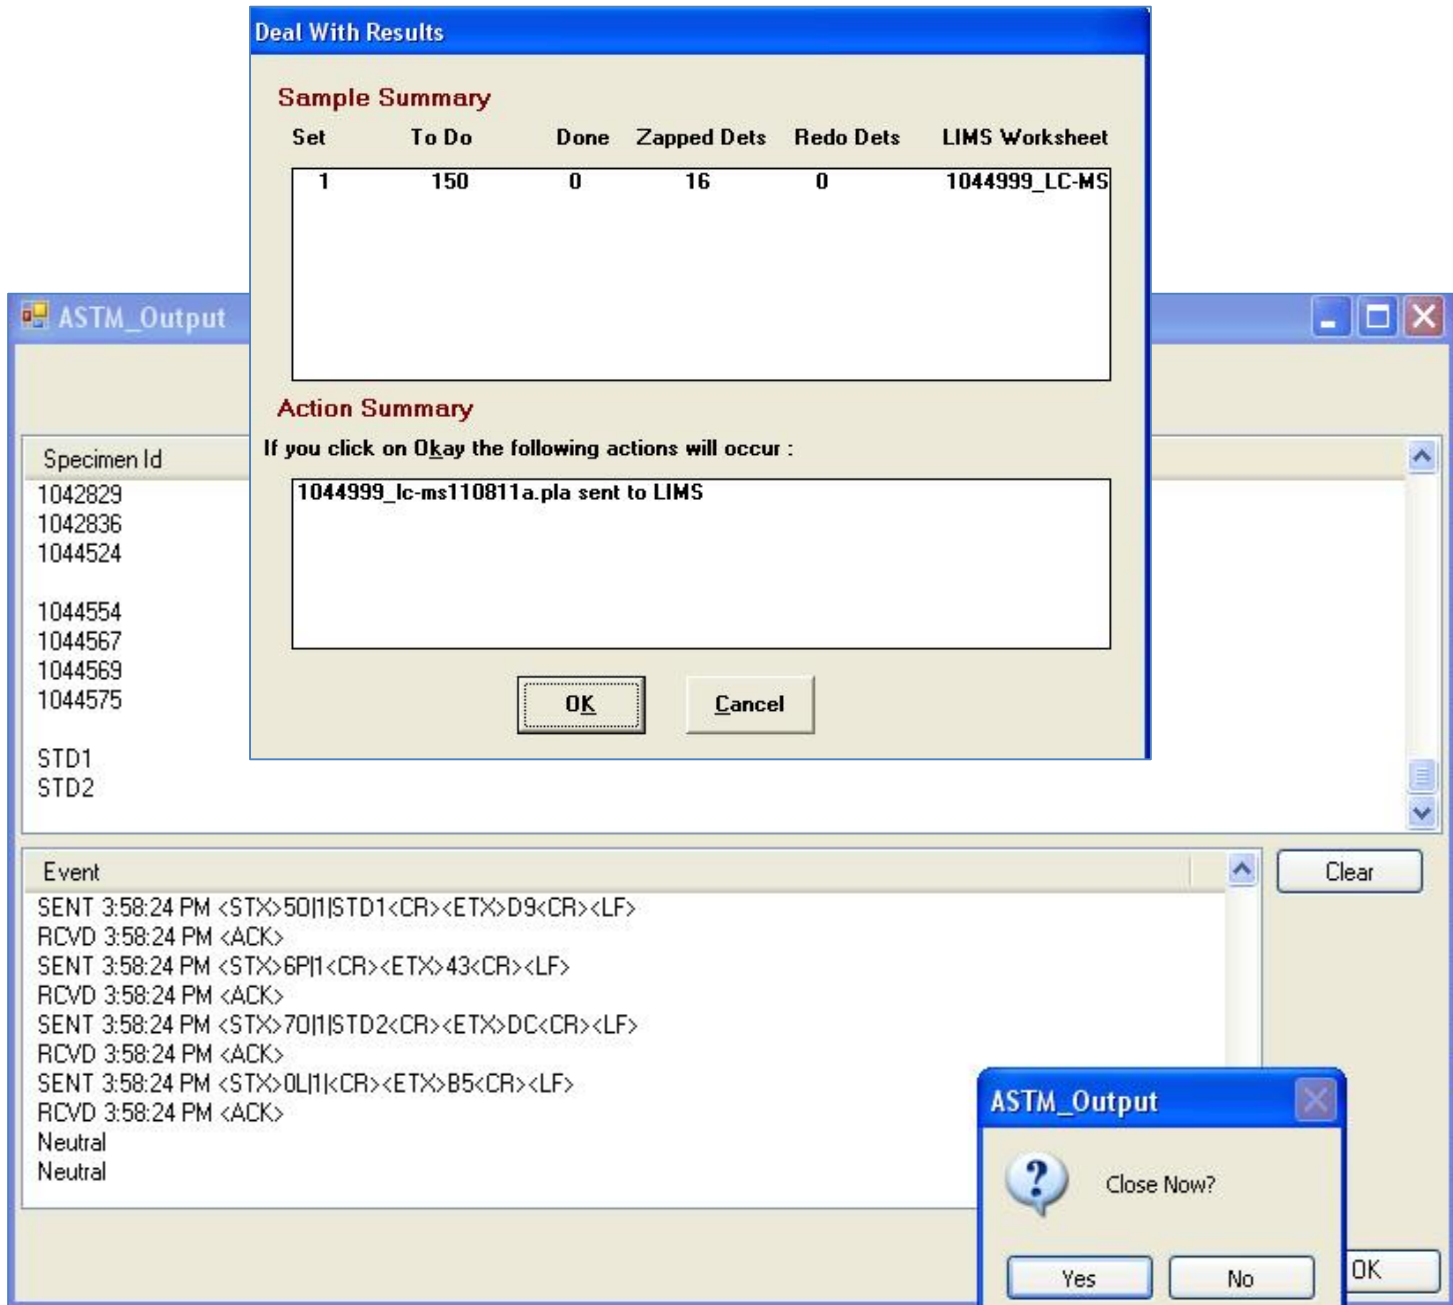 Deal With Results
Sample Summary
Set To Do Done Zapped Dets Redo Dets LIMS Worksheet
1 150 0 16 0 1044999_LC-MS
Action Summary
If you click on Okay the following actions will occur :
1044999_lc-ms110811a.pla sent to LIMS
OK Cancel
ASTM_Output
Specimen Id
1042829
1042836
1044524
1044554
1044567
1044569
1044575
STD1
STD2
Event
Clear
SENT 3:58:24 PM <STX>5O|1|STD1<CR><ETX>D9<CR><LF>
RCVD 3:58:24 PM <ACK>
SENT 3:58:24 PM <STX>6P|1<CR><ETX>43<CR><LF>
RCVD 3:58:24 PM <ACK>
SENT 3:58:24 PM <STX>7O|1|STD2<CR><ETX>DC<CR><LF>
RCVD 3:58:24 PM <ACK>
SENT 3:58:24 PM <STX>0L|1|<CR><ETX>B5<CR><LF>
RCVD 3:58:24 PM <ACK>
Neutral
Neutral
ASTM_Output
Close Now?
Yes No
OK